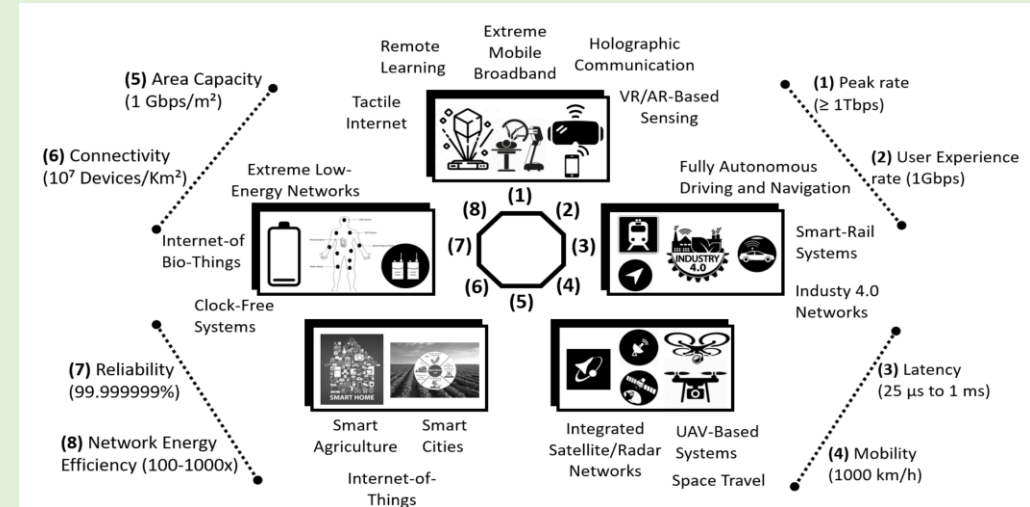 Remote
Learning
Extreme
Mobile
Broadband
Holographic
Communication
(5) Area Capacity
(1 Gbps/m²)
(1) Peak rate
(≥ 1Tbps)
Tactile
Internet
VR/AR-Based
Sensing
(6) Connectivity
(10⁷ Devices/Km²)
(2) User Experience
rate (1Gbps)
Extreme Low-
Energy Networks
Fully Autonomous
Driving and Navigation
(1)
(8)
(2)
(7)
(3)
(6)
(4)
(5)
Internet-of
Bio-Things
INDUSTRY
4.0
Smart-Rail
Systems
Clock-Free
Systems
Industy 4.0
Networks
(7) Reliability
(99.999999%)
SMART HOME
(3) Latency
(25 µs to 1 ms)
(8) Network Energy
Efficiency (100-1000x)
Smart
Agriculture
Smart
Cities
Internet-of-
Things
Integrated
Satellite/Radar
Networks
UAV-Based
Systems
Space Travel
(4) Mobility
(1000 km/h)